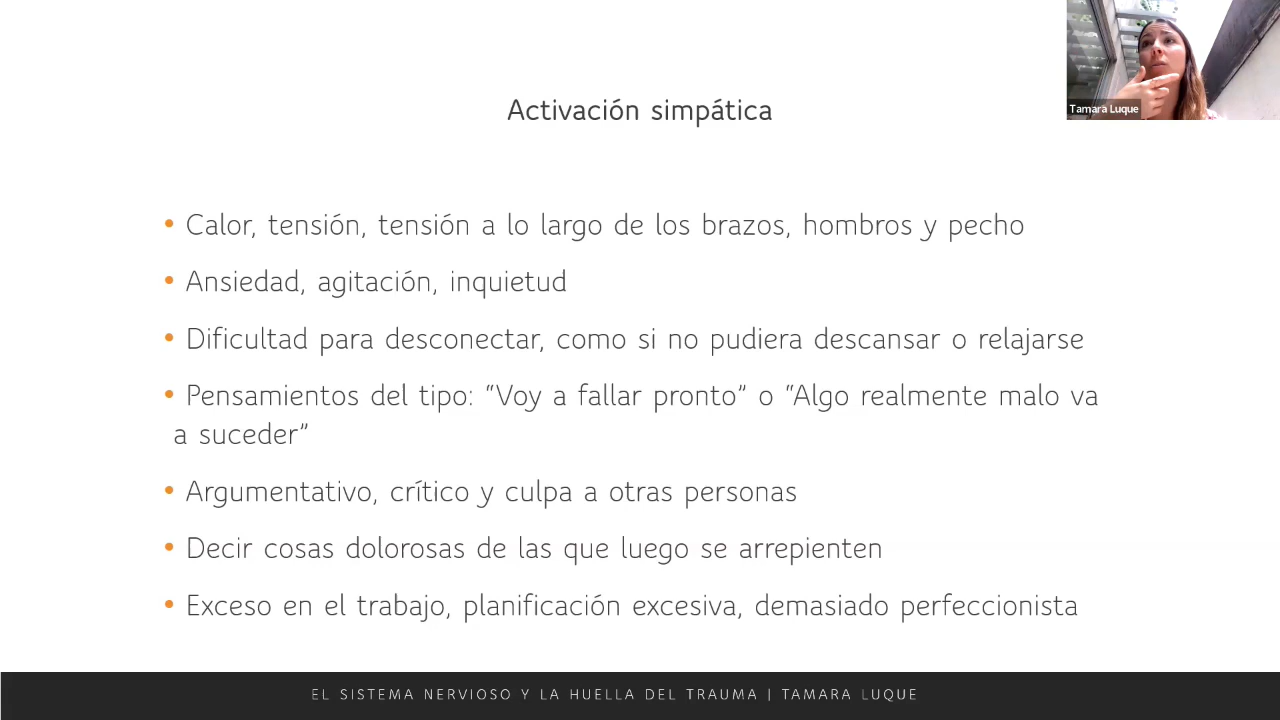 Tamara Luque
Activación simpática
• Calor, tensión, tensión a lo largo de los brazos, hombros y pecho
• Ansiedad, agitación, inquietud
• Dificultad para desconectar, como si no pudiera descansar o relajarse
• Pensamientos del tipo: “Voy a fallar pronto” o “Algo realmente malo va
a suceder”
• Argumentativo, crítico y culpa a otras personas
• Decir cosas dolorosas de las que luego se arrepienten
• Exceso en el trabajo, planificación excesiva, demasiado perfeccionista
EL SISTEMA NERVIOSO Y LA HUELLA DEL TRAUMA | TAMARA LUQUE